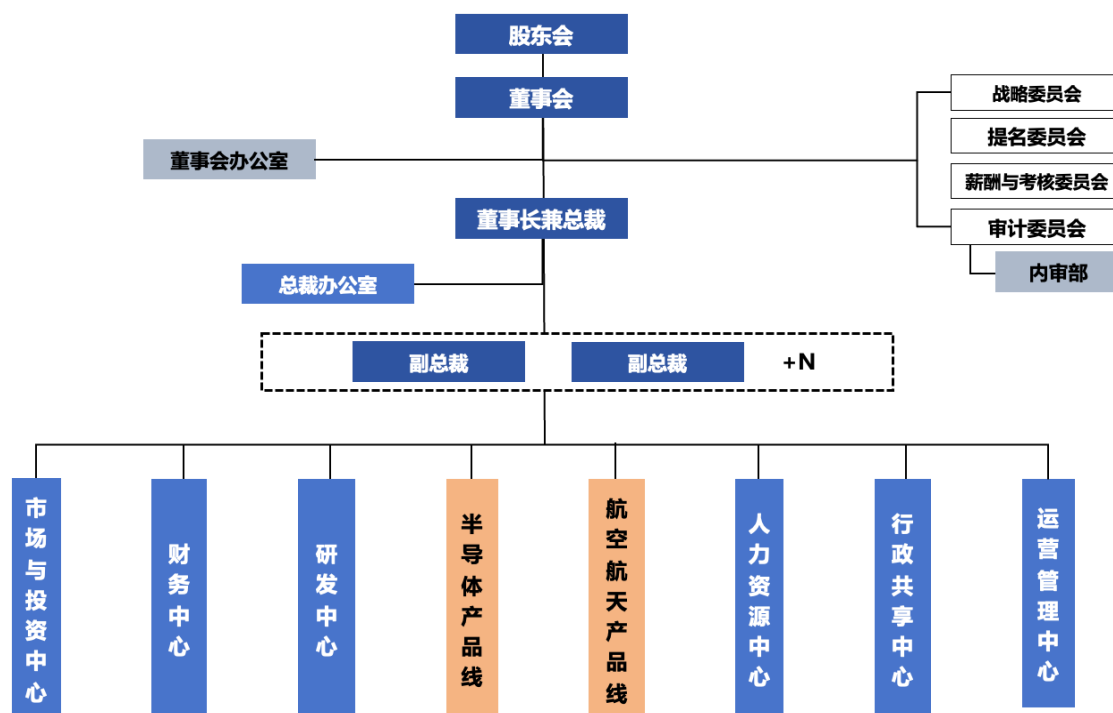 股东会
董事会
战略委员会
提名委员会
董事会办公室
薪酬与考核委员会
董事长兼总裁
审计委员会
总裁办公室
内审部
副总裁
副总裁
+N
市场与投资中心
财务中心
研发中心
半导体产品线
航空航天产品线
人力资源中心
行政共享中心
运营管理中心